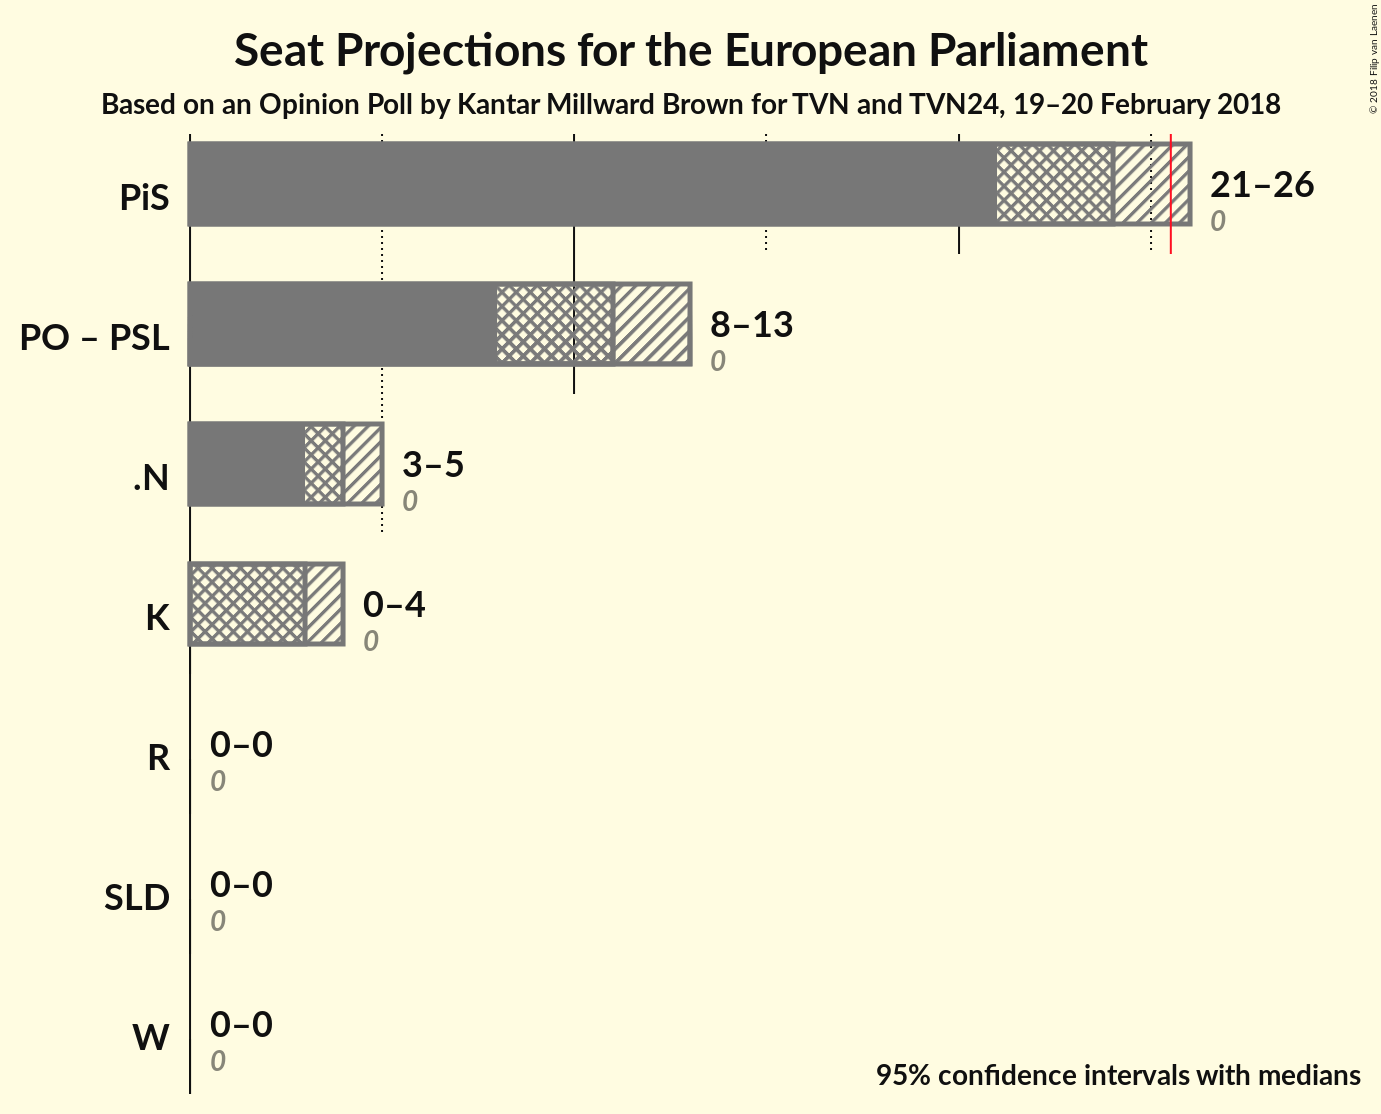 Seat Projections for the European Parliament
Based on an Opinion Poll by Kantar Millward Brown for TVN and TVN24, 19–20 February 2018
© 2018 Filip van Laenen
PiS
21–26
0
PO – PSL
8–13
0
.N
3–5
0
K
0–4
0
R
0–0
0
SLD
0–0
0
W
0–0
0
95% confidence intervals with medians